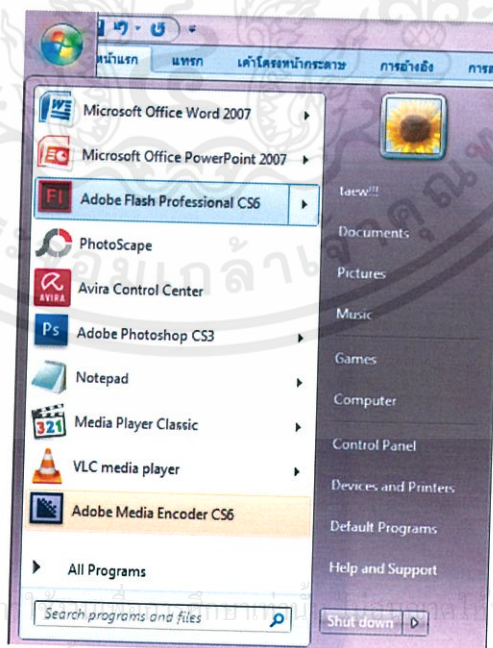 หน้าแรก แทรก เค้าโครงหน้ากระดาษ การอ้างอิง
Microsoft Office Word 2007
Microsoft Office PowerPoint 2007
Adobe Flash Professional CS6
PhotoScape
Avira Control Center
AVIRA
Adobe Photoshop CS3
Ps
Notepad
Media Player Classic
321
VLC media player
Adobe Media Encoder CS6
All Programs
Search programs and files
taew!!!
Documents
Pictures
Music
Games
Computer
Control Panel
Devices and Printers
Default Programs
Help and Support
Shut down